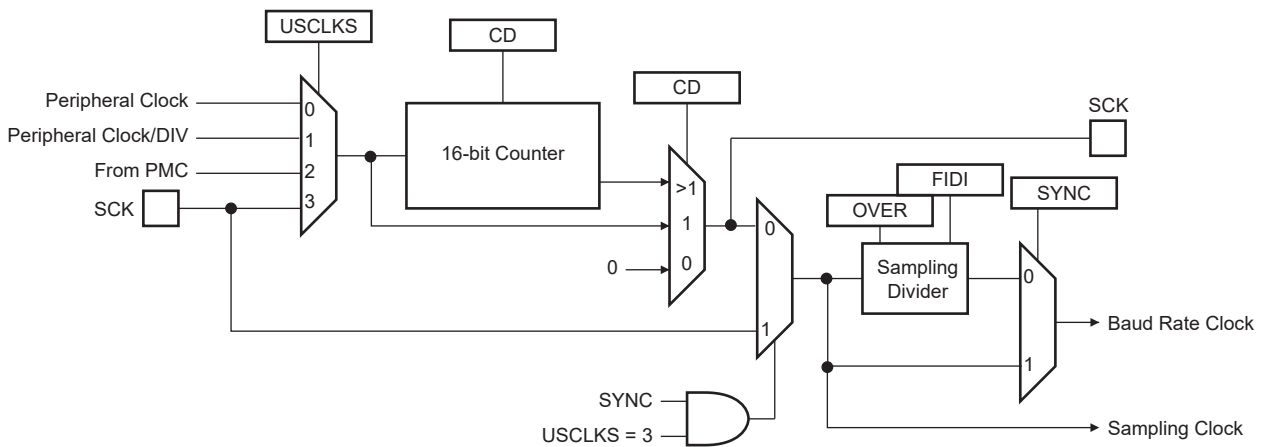 USCLKS
CD
CD
SCK
Peripheral Clock
0
Peripheral Clock/DIV
1
16-bit Counter
From PMC
2
FIDI
>1
SCK
3
SYNC
OVER
1
0
0
0
Sampling
Divider
0
1
Baud Rate Clock
1
SYNC
USCLKS = 3
Sampling Clock